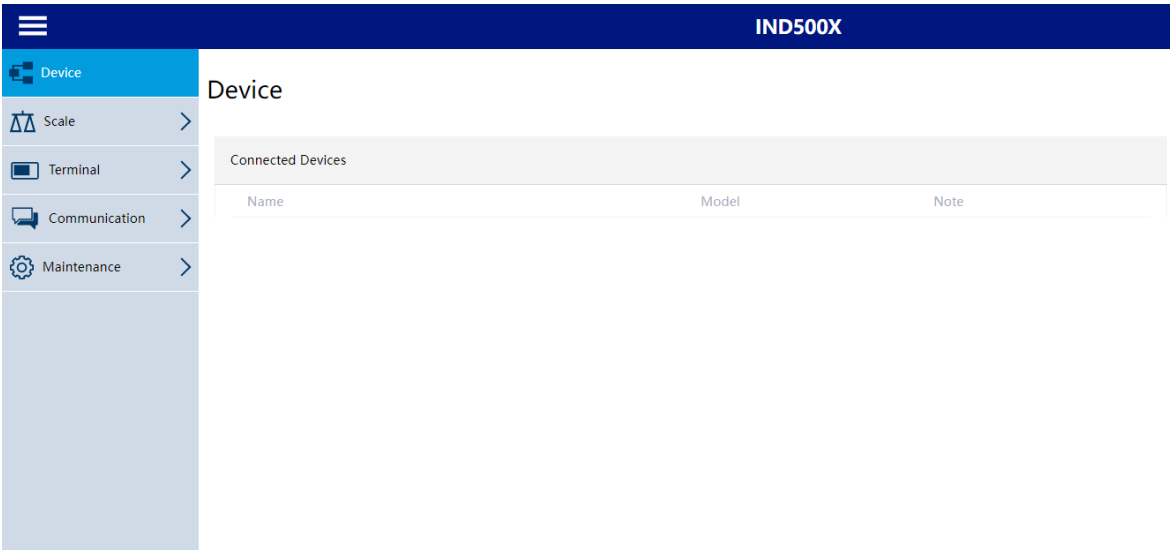 IND500X
Device
Scale
Terminal
Communication
Maintenance
Device
Connected Devices
Name Model Note